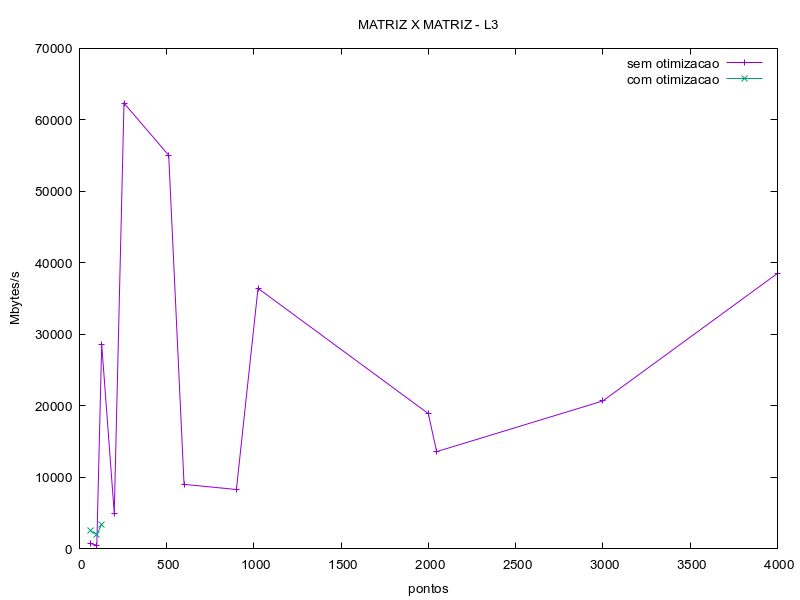 MATRIZ X MATRIZ - L3
70000
60000
50000
40000
30000
20000
10000
0
Mbytes/s
sem otimizacao
com otimizacao
0 500 1000 1500 2000 2500 3000 3500 4000
pontos